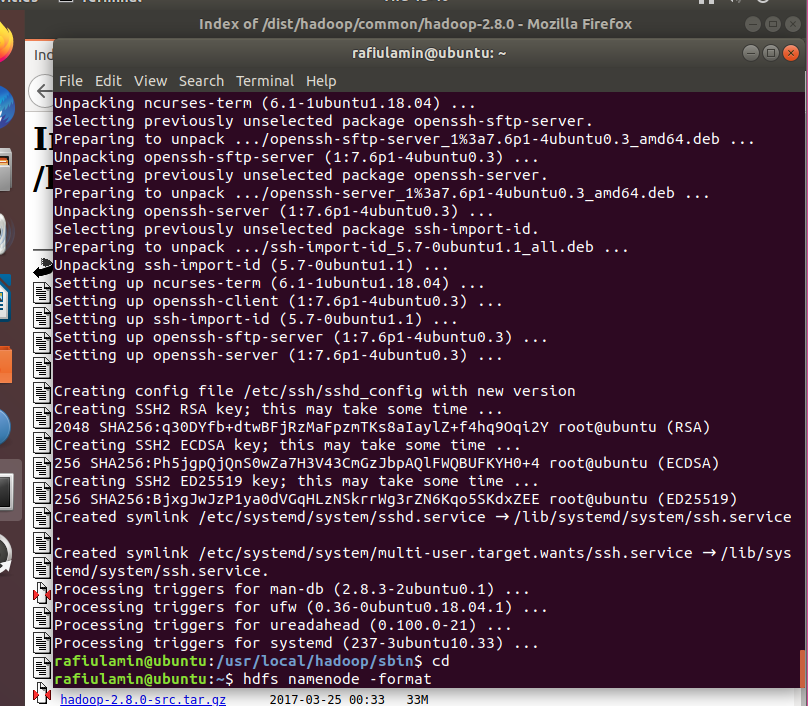 Index of /dist/hadoop/common/hadoop-2.8.0 - Mozilla Firefox
Ind
rafiulamin@ubuntu: ~
File Edit View Search Terminal Help
Unpacking ncurses-term (6.1-1ubuntu1.18.04) ...
Selecting previously unselected package openssh-sftp-server.
Preparing to unpack .../openssh-sftp-server_1%3a7.6p1-4ubuntu0.3_amd64.deb ...
Unpacking openssh-sftp-server (1:7.6p1-4ubuntu0.3) ...
Selecting previously unselected package openssh-server.
Preparing to unpack .../openssh-server_1%3a7.6p1-4ubuntu0.3_amd64.deb ...
Unpacking openssh-server (1:7.6p1-4ubuntu0.3) ...
Selecting previously unselected package ssh-import-id.
Preparing to unpack .../ssh-import-id_5.7-0ubuntu1.1_all.deb ...
Unpacking ssh-import-id (5.7-0ubuntu1.1) ...
Setting up ncurses-term (6.1-1ubuntu1.18.04) ...
Setting up openssh-client (1:7.6p1-4ubuntu0.3) ...
Setting up ssh-import-id (5.7-0ubuntu1.1) ...
Setting up openssh-sftp-server (1:7.6p1-4ubuntu0.3) ...
Setting up openssh-server (1:7.6p1-4ubuntu0.3) ...
Creating config file /etc/ssh/sshd_config with new version
Creating SSH2 RSA key; this may take some time ...
2048 SHA256:q30DYfb+dtwBFjRzMaFpzmTKs8aIaylZ+f4hq9Oqi2Y root@ubuntu (RSA)
Creating SSH2 ECDSA key; this may take some time ...
256 SHA256:Ph5jgpQjQnS0wZa7H3V43CmGzJbpAQlFWQBUFKYH0+4 root@ubuntu (ECDSA)
Creating SSH2 ED25519 key; this may take some time ...
256 SHA256:BjxgJwJzP1ya0dVGqHLzNSkrrWg3rZN6Kqo5SKdxZEE root@ubuntu (ED25519)
Created symlink /etc/systemd/system/sshd.service → /lib/systemd/system/ssh.service
.
Created symlink /etc/systemd/system/multi-user.target.wants/ssh.service → /lib/sys
temd/system/ssh.service.
Processing triggers for man-db (2.8.3-2ubuntu0.1) ...
Processing triggers for ufw (0.36-0ubuntu0.18.04.1) ...
Processing triggers for ureadahead (0.100.0-21) ...
Processing triggers for systemd (237-3ubuntu10.33) ...
rafiulamin@ubuntu:/usr/local/hadoop/sbin$ cd
rafiulamin@ubuntu:~$ hdfs namenode -format
hadoop-2.8.0-src.tar.gz 2017-03-25 00:33 33M